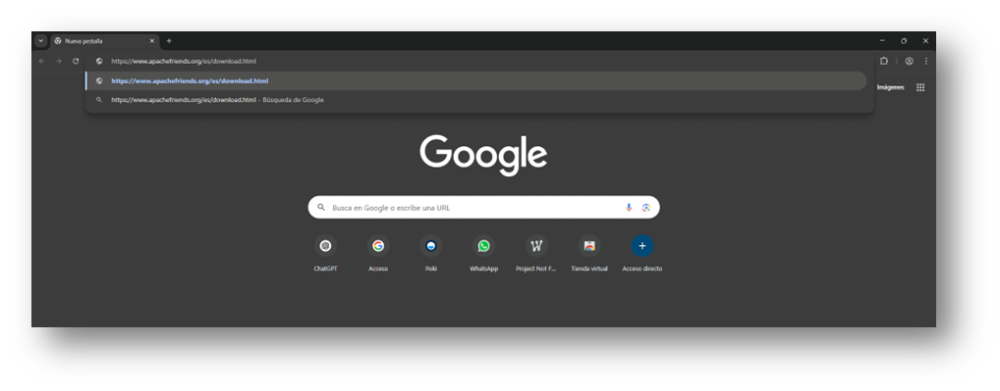 Nueva pestaña
https://www.apachefriends.org/es/download.html
https://www.apachefriends.org/es/download.html
https://www.apachefriends.org/es/download.html - Búsqueda de Google
Imágenes
Google
Busca en Google o escribe una URL
ChatGPT Acceso Poki WhatsApp Project Not F... Tienda virtual Acceso directo